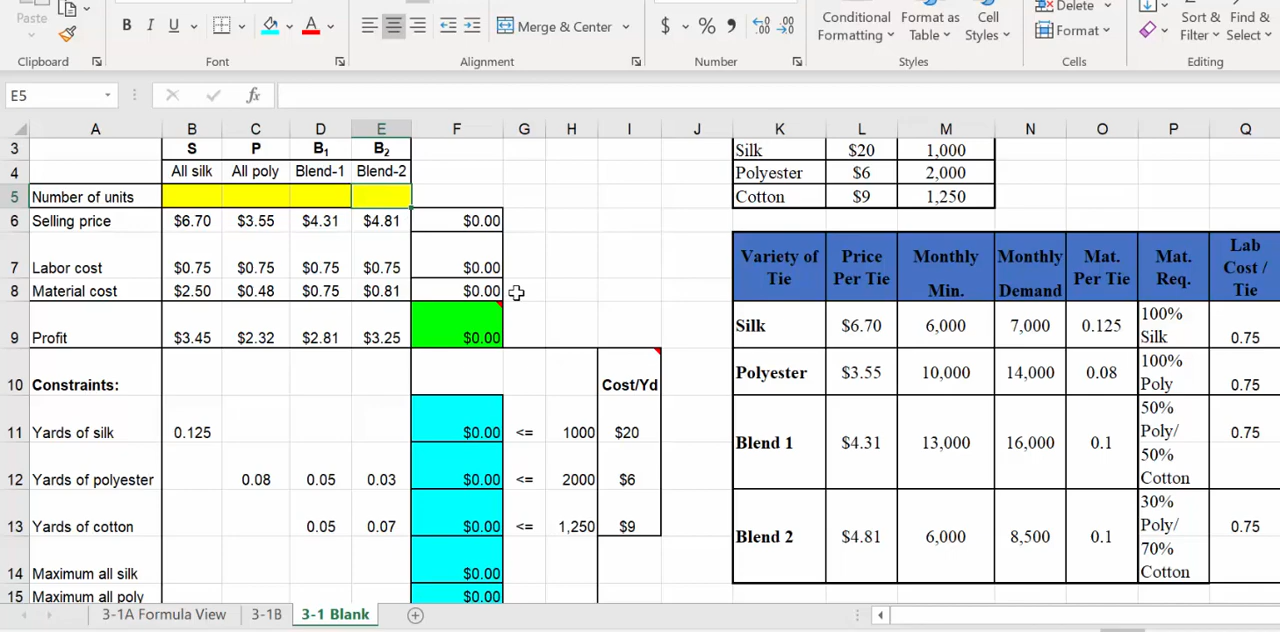 Paste
B I U A
Merge & Center
$ % ,
Conditional Formatting
Format as Table
Cell Styles
Delete
Format
Sort & Filter
Find & Select
Clipboard Font Alignment Number Styles Cells Editing
E5 fx
A B C D E F G H I J K L M N O P Q
3 S P B1 B2 Silk $20 1,000
4 All silk All poly Blend-1 Blend-2 Polyester $6 2,000
5 Number of units Cotton $9 1,250
6 Selling price $6.70 $3.55 $4.31 $4.81 $0.00
7 Labor cost $0.75 $0.75 $0.75 $0.75 $0.00
8 Material cost $2.50 $0.48 $0.75 $0.81 $0.00
9 Profit $3.45 $2.32 $2.81 $3.25 $0.00
10 Constraints: Cost/Yd
11 Yards of silk 0.125 $0.00 <= 1000 $20
12 Yards of polyester 0.08 0.05 0.03 $0.00 <= 2000 $6
13 Yards of cotton 0.05 0.07 $0.00 <= 1,250 $9
14 Maximum all silk $0.00
15 Maximum all poly $0.00
Variety of Tie Price Per Tie Monthly Min. Monthly Demand Mat. Per Tie Mat. Req. Lab Cost / Tie
Silk $6.70 6,000 7,000 0.125 100% Silk 0.75
Polyester $3.55 10,000 14,000 0.08 100% Poly 0.75
Blend 1 $4.31 13,000 16,000 0.1 50% Poly/ 50% Cotton 0.75
Blend 2 $4.81 6,000 8,500 0.1 30% Poly/ 70% Cotton 0.75
3-1A Formula View 3-1B 3-1 Blank